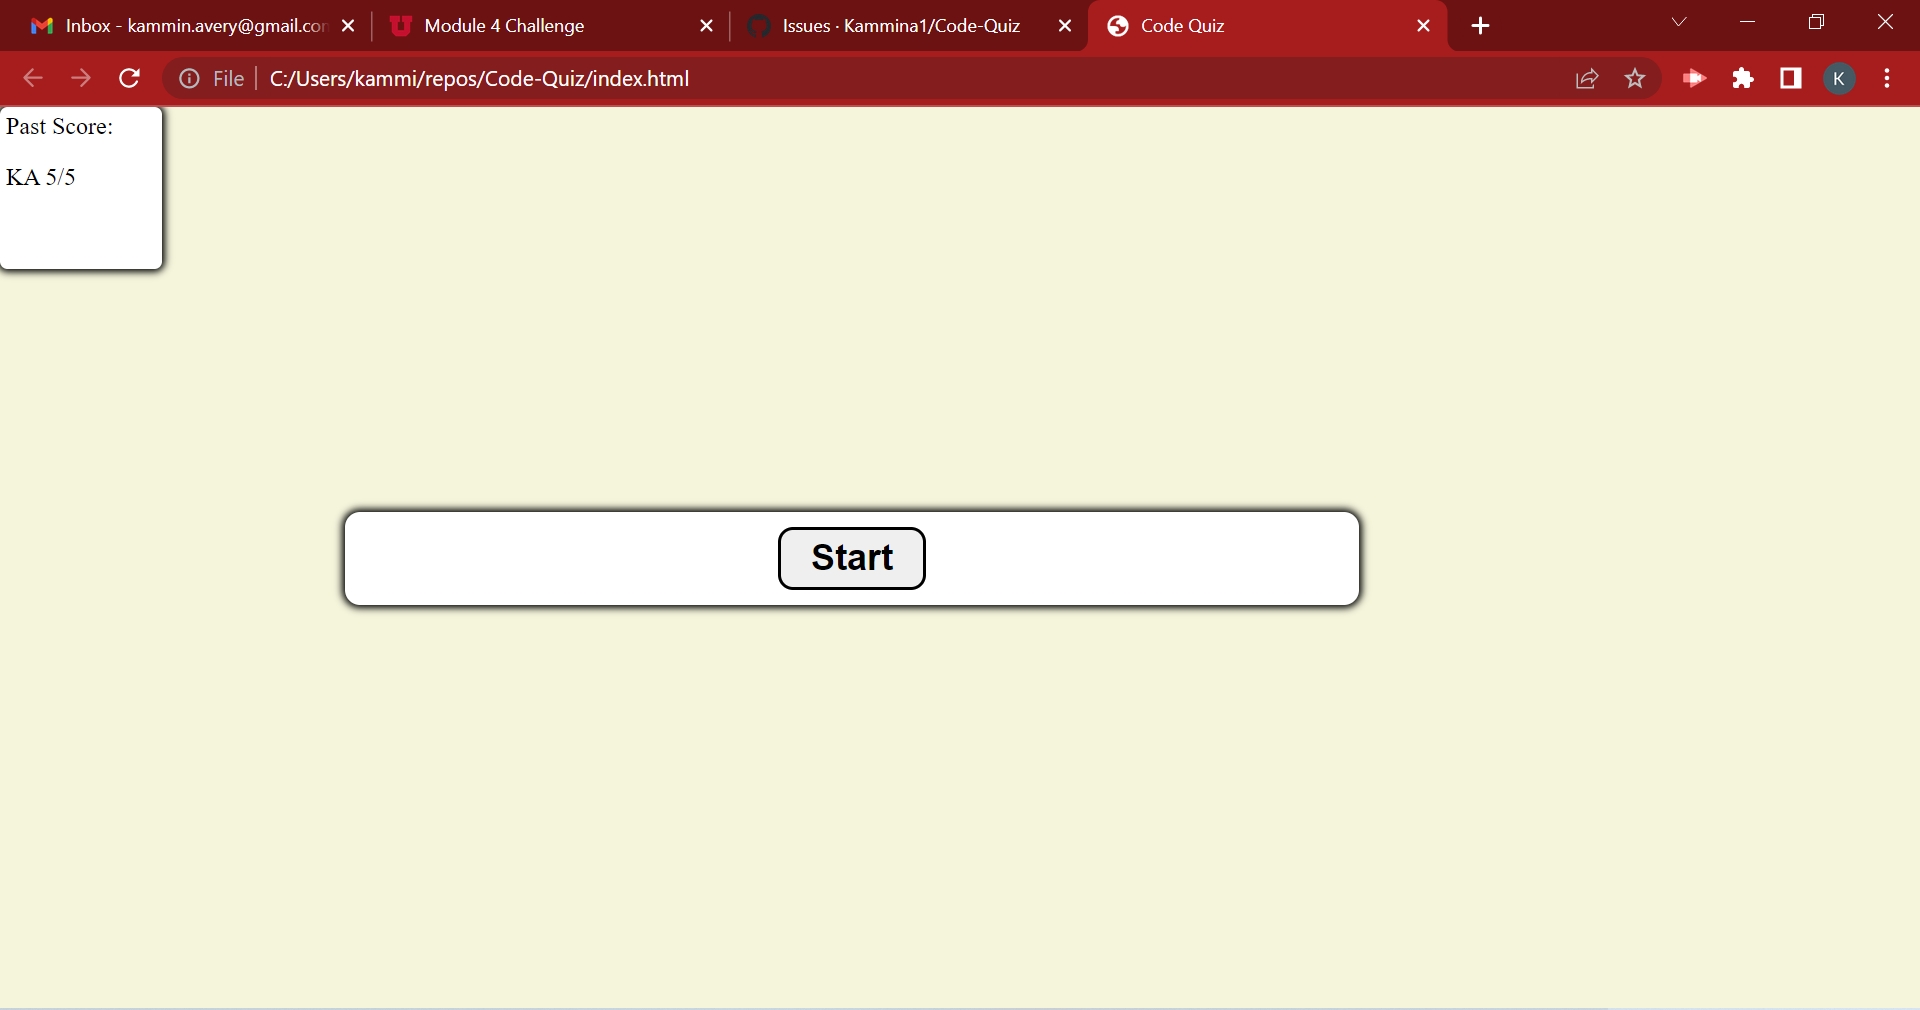 Inbox - kammin.avery@gmail.con
Module 4 Challenge
Issues · Kammina1/Code-Quiz
Code Quiz
File
C:/Users/kammi/repos/Code-Quiz/index.html
K
Past Score:
KA 5/5
Start